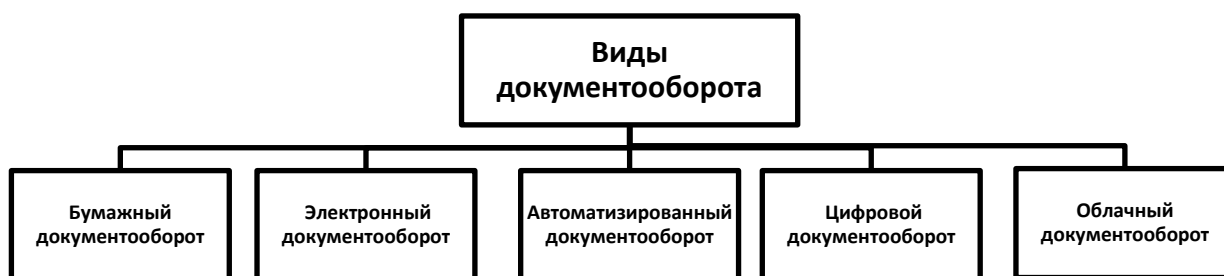 Виды
документооборота
Бумажный
документооборот
Электронный
документооборот
Автоматизированный
документооборот
Цифровой
документооборот
Облачный
документооборот